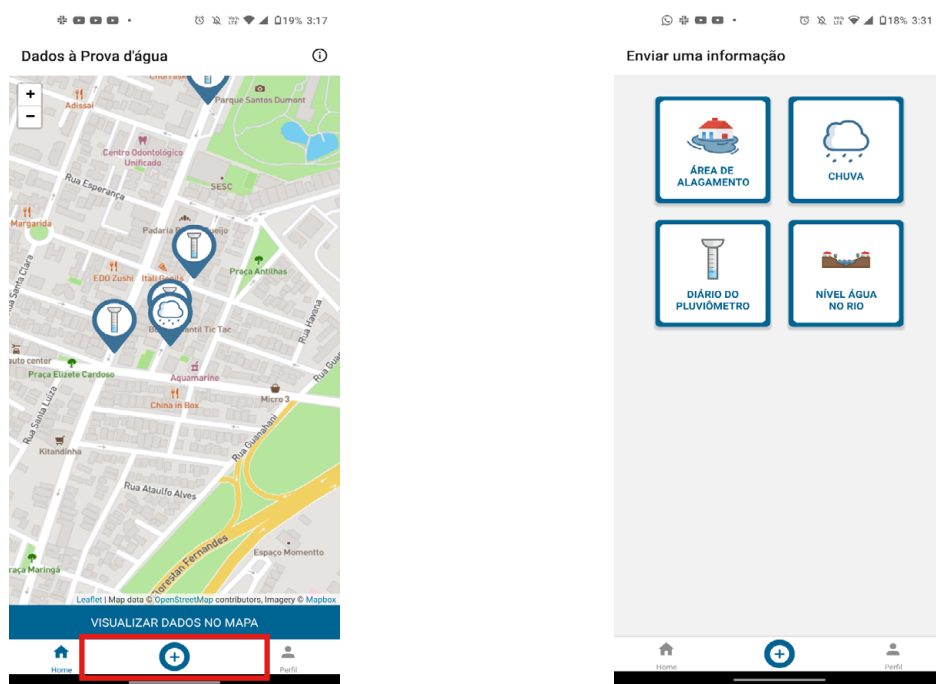 19% 3:17
Dados à Prova d'água
+
−
Adissai
Parque Santos Dumont
Centro Odontológico
Unificado
Rua Esperança
SESC
Margarida
Padaria
EDO Zushi
Praça Antilhas
Rua Havana
Tic Tac
auto center
Praça Elizete Cardoso
Aquamarine
China in Box
Micro 3
Rua Santa Luiza
Rua Guanahani
Kitandinha
Rua Ataulfo Alves
Espaço Momentto
Florestan Fernandes
Leaflet | Map data © OpenStreetMap contributors, Imagery © Mapbox
VISUALIZAR DADOS NO MAPA
Home
Perfil
18% 3:31
Enviar uma informação
ÁREA DE
ALAGAMENTO
CHUVA
DIÁRIO DO
PLUVIÔMETRO
NÍVEL ÁGUA
NO RIO
Home
Perfil